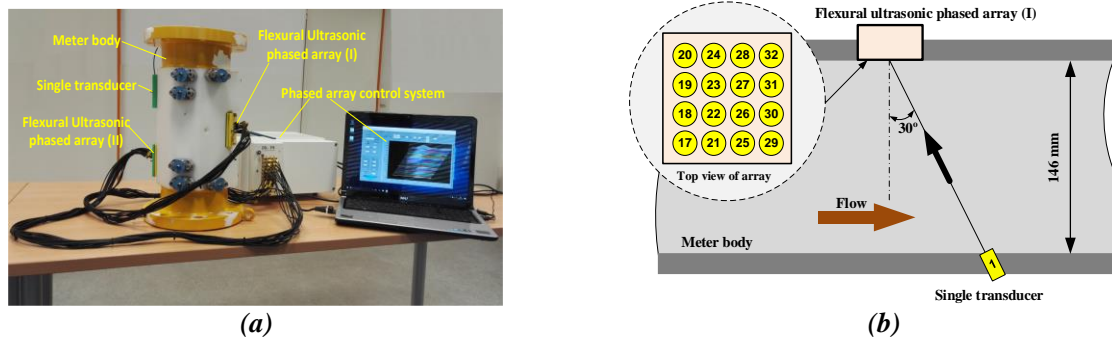 Meter body
Single transducer
Flexural Ultrasonic
phased array (II)
Flexural Ultrasonic
phased array (I)
Phased array control system
(a)
Flexural ultrasonic phased array (I)
20 24 28 32
19 23 27 31
18 22 26 30
17 21 25 29
Top view of array
30°
146 mm
Flow
Meter body
1
Single transducer
(b)